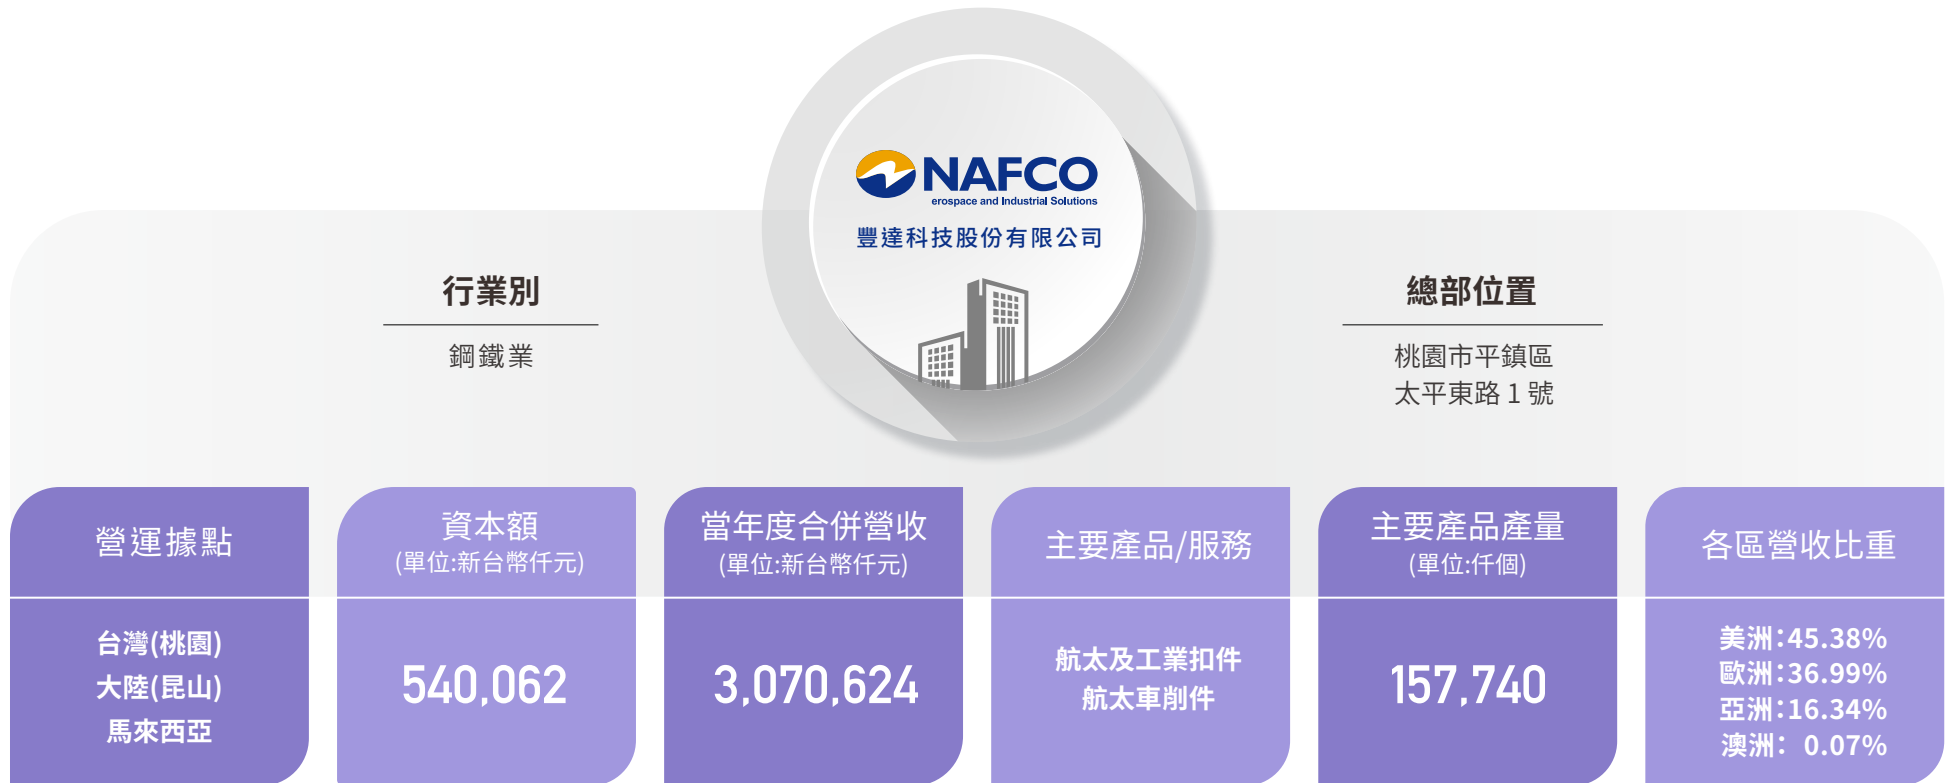 NAFCO
erospace and Industrial Solutions
豐達科技股份有限公司
行業別
鋼鐵業
總部位置
桃園市平鎮區
太平東路 1 號
營運據點
台灣(桃園)
大陸(昆山)
馬來西亞
資本額
(單位:新台幣仟元)
540,062
當年度合併營收
(單位:新台幣仟元)
3,070,624
主要產品/服務
航太及工業扣件
航太車削件
主要產品產量
(單位:仟個)
157,740
各區營收比重
美洲：45.38%
歐洲：36.99%
亞洲：16.34%
澳洲： 0.07%